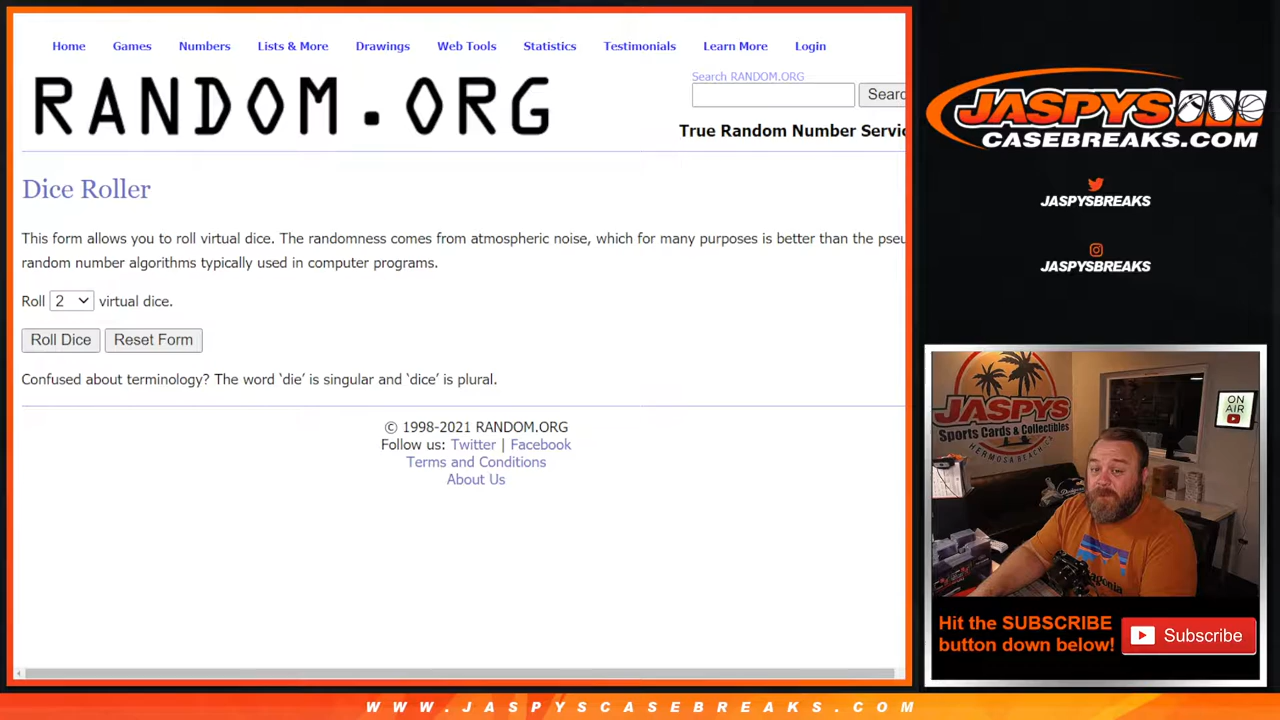 Home Games Numbers Lists & More Drawings Web Tools Statistics Testimonials Learn More Login
RANDOM.ORG
Search RANDOM.ORG
Searc
True Random Number Servic
Dice Roller
This form allows you to roll virtual dice. The randomness comes from atmospheric noise, which for many purposes is better than the pseu
random number algorithms typically used in computer programs.
Roll 2 virtual dice.
Roll Dice Reset Form
Confused about terminology? The word ‘die’ is singular and ‘dice’ is plural.
© 1998-2021 RANDOM.ORG
Follow us: Twitter | Facebook
Terms and Conditions
About Us
JASPYS
CASEBREAKS.COM
JASPYSBREAKS
JASPYSBREAKS
JASPYS
Sports Cards & Collectibles
HERMOSA BEACH, CA
ON
AIR
Patagonia
Hit the SUBSCRIBE
button down below!
Subscribe
WWW.JASPYSCASEBREAKS.COM